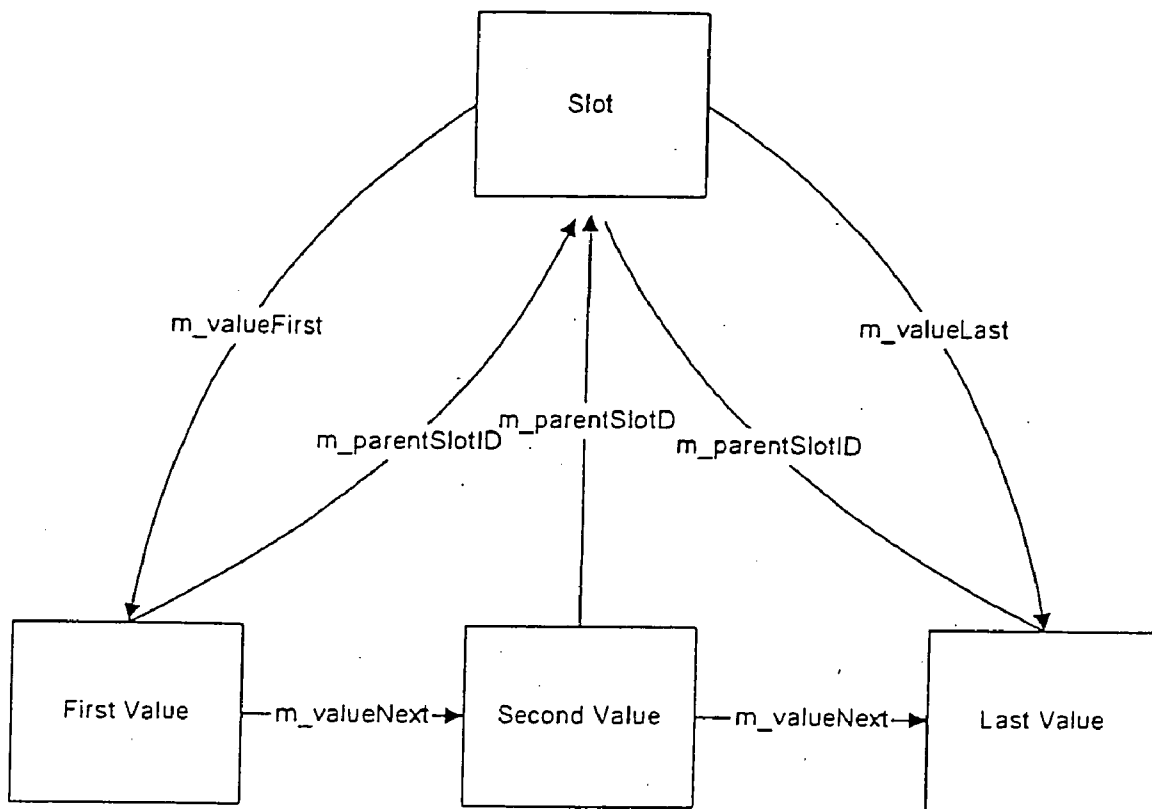 Slot
m_valueFirst
m_valueLast
m_parentSlotID
m_parentSlotD
m_parentSlotID
First Value
m_valueNext
Second Value
m_valueNext
Last Value